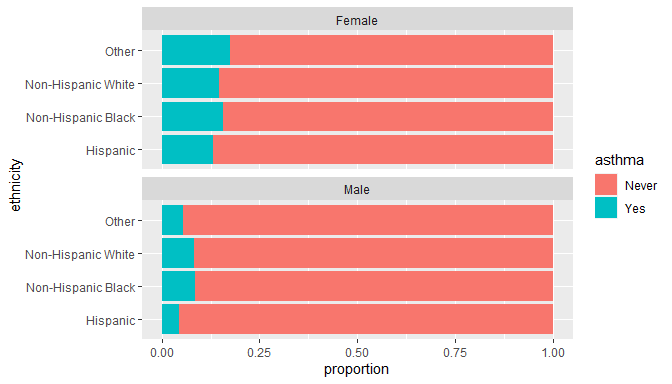 Female
Other
Non-Hispanic White
Non-Hispanic Black
Hispanic
Male
Other
Non-Hispanic White
Non-Hispanic Black
Hispanic
0.00 0.25 0.50 0.75 1.00
proportion
ethnicity
asthma
Never
Yes